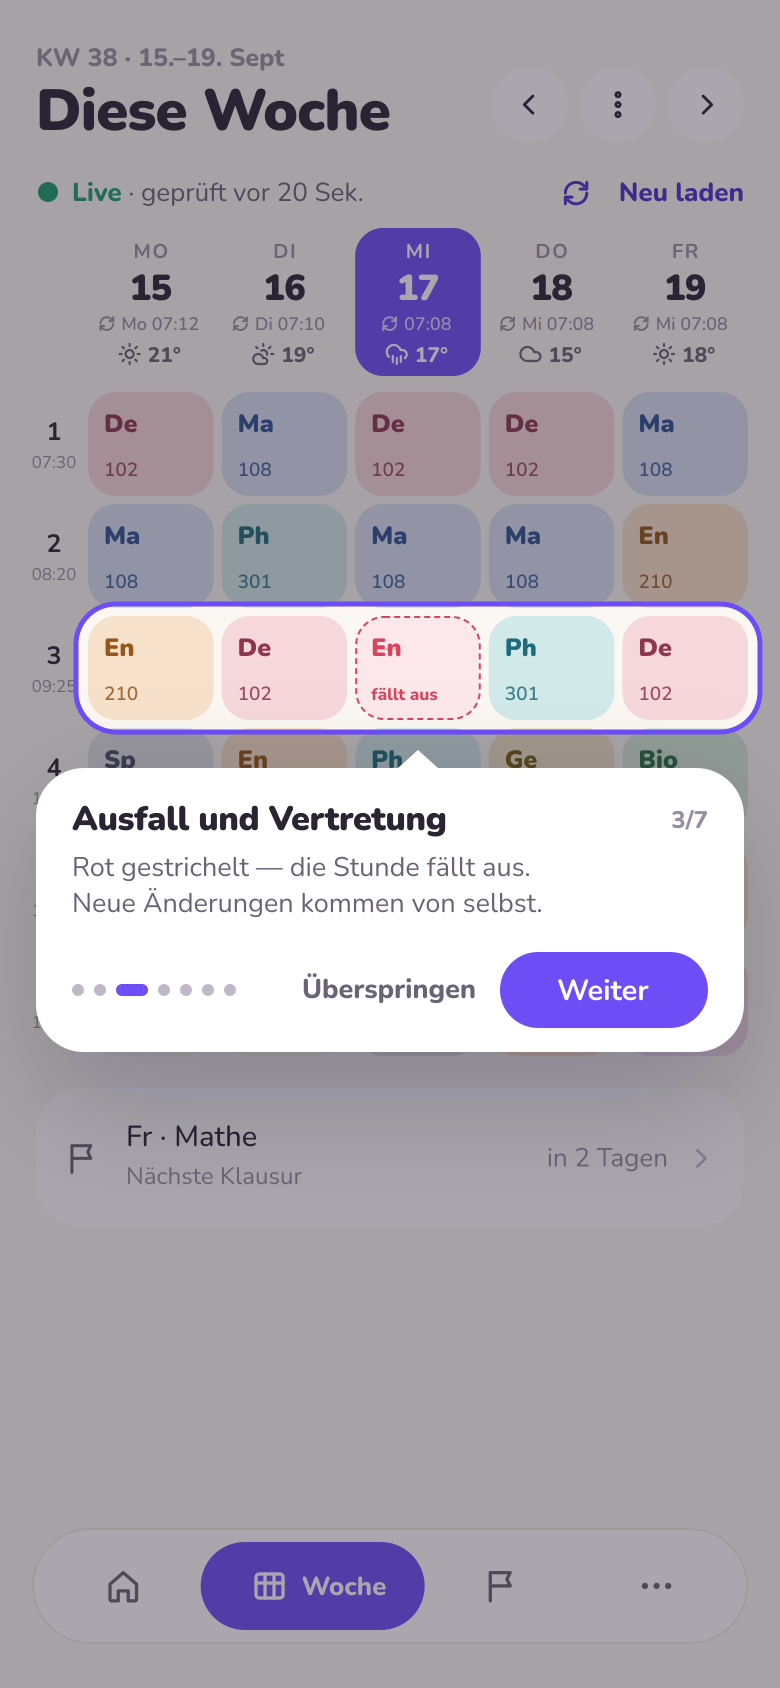 KW 38 · 15.–19. Sept
Diese Woche
Live · geprüft vor 20 Sek.
Neu laden
MO DI MI DO FR
15 16 17 18 19
Mo 07:12 Di 07:10 07:08 Mi 07:08 Mi 07:08
21° 19° 17° 15° 18°
1 De Ma De De Ma
07:30 102 108 102 102 108
2 Ma Ph Ma Ma En
08:20 108 301 108 108 210
3 En De En Ph De
09:25 210 102 fällt aus 301 102
4 Sp En Ph Ge Bio
Ausfall und Vertretung 3/7
Rot gestrichelt — die Stunde fällt aus.
Neue Änderungen kommen von selbst.
Überspringen Weiter
Fr · Mathe
Nächste Klausur
in 2 Tagen
Woche